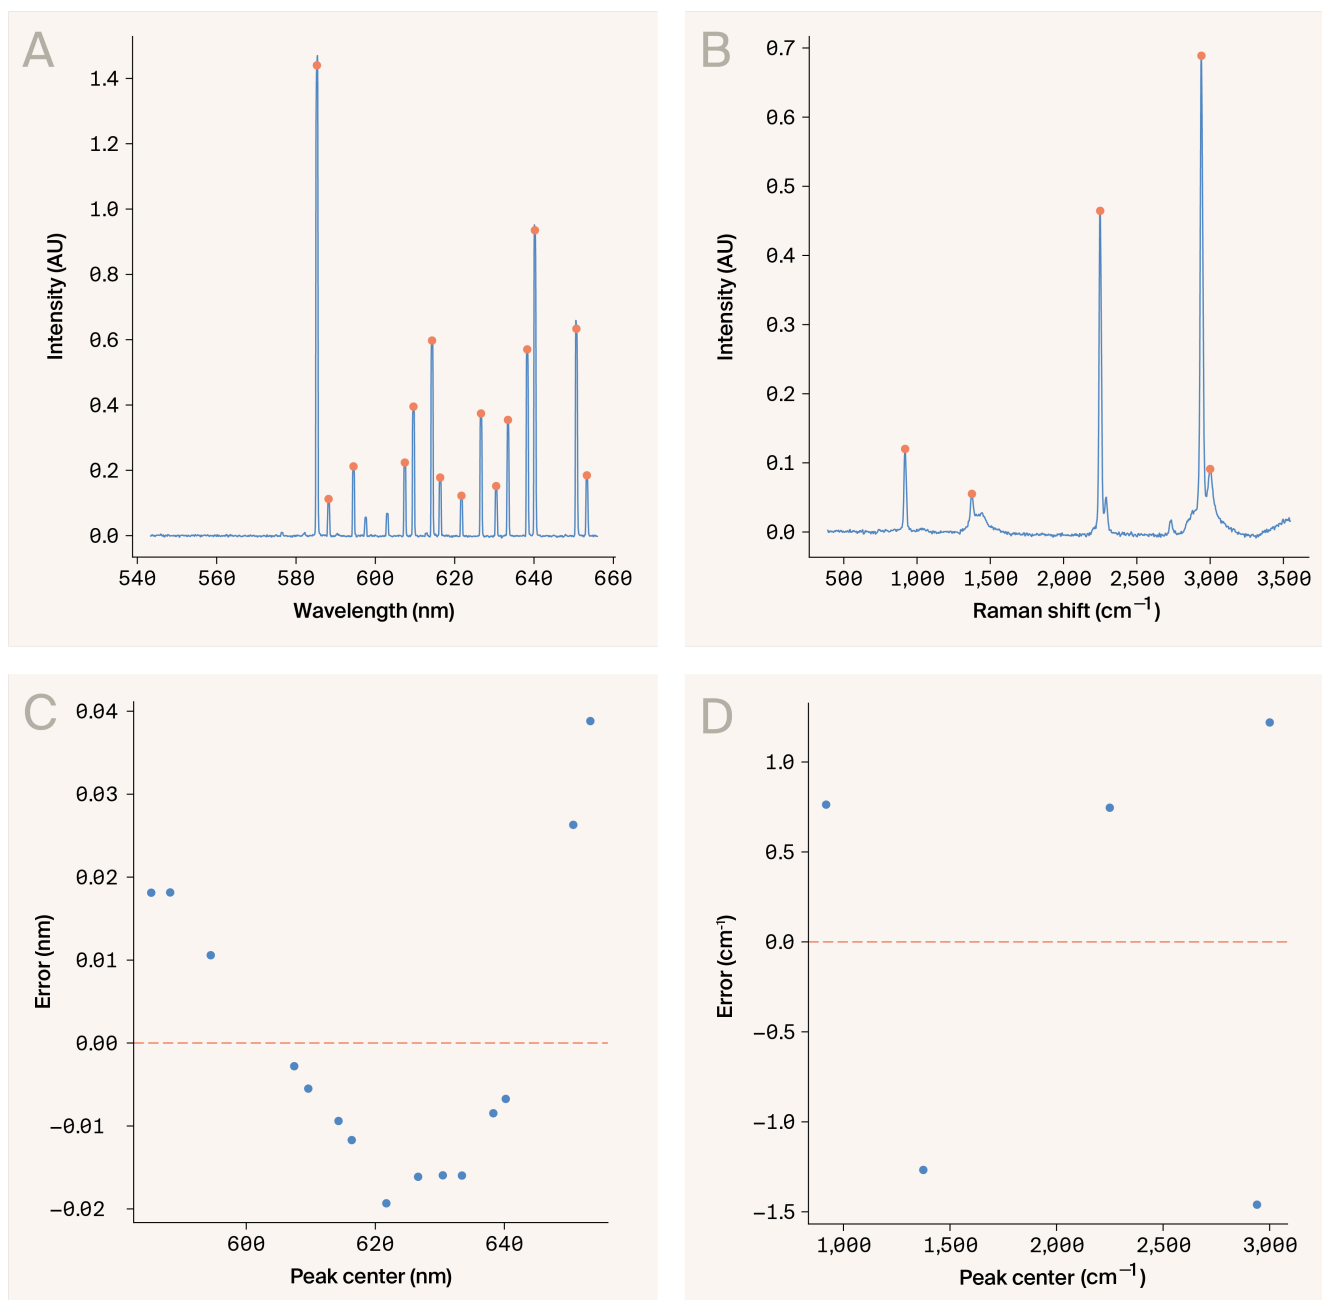 A
1.4
1.2
1.0
0.8
0.6
0.4
0.2
0.0
Intensity (AU)
540 560 580 600 620 640 660
Wavelength (nm)
B
0.7
0.6
0.5
0.4
0.3
0.2
0.1
0.0
Intensity (AU)
500 1,000 1,500 2,000 2,500 3,000 3,500
Raman shift (cm⁻¹)
C
0.04
0.03
0.02
0.01
0.00
−0.01
−0.02
Error (nm)
600 620 640
Peak center (nm)
D
1.0
0.5
0.0
−0.5
−1.0
−1.5
Error (cm⁻¹)
1,000 1,500 2,000 2,500 3,000
Peak center (cm⁻¹)